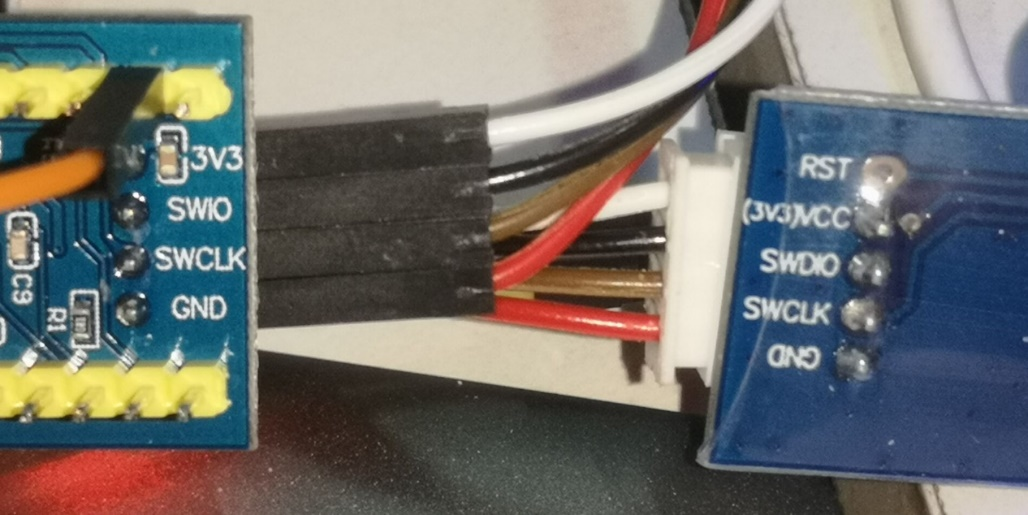 3V3
SWIO
SWCLK
GND
C9
R1
RST
(3V3)VCC
SWDIO
SWCLK
GND